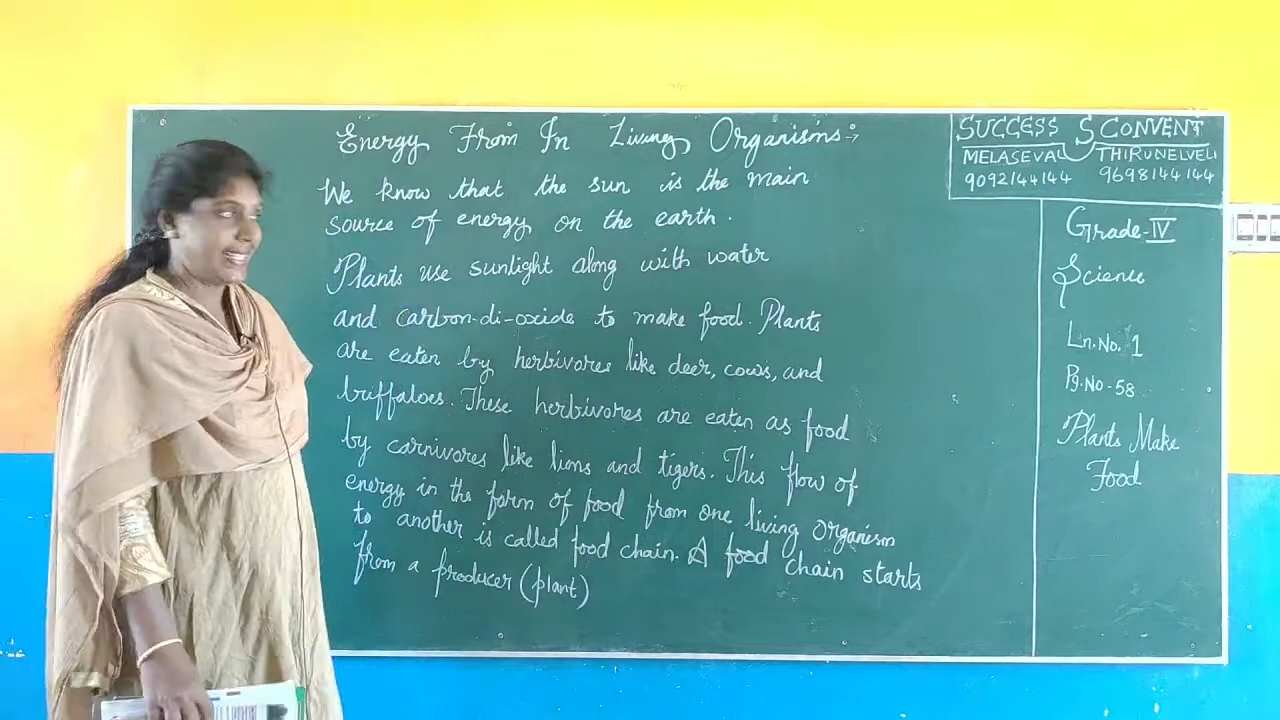 Energy From In Living Organisms:-
We know that the sun is the main
source of energy on the earth.
Plants use sunlight along with water
and carbon-di-oxide to make food. Plants
are eaten by herbivores like deer, cows, and
buffaloes. These herbivores are eaten as food
by carnivores like lions and tigers. This flow of
energy in the form of food from one living organism
to another is called food chain. A food chain starts
from a producer (plant)
SUCCESS S CONVENT
MELASEVAL THIRUNELVELI
9092144144 9698144144
Grade-IV
Science
Ln.No. 1
Pg.No-58
Plants Make
Food